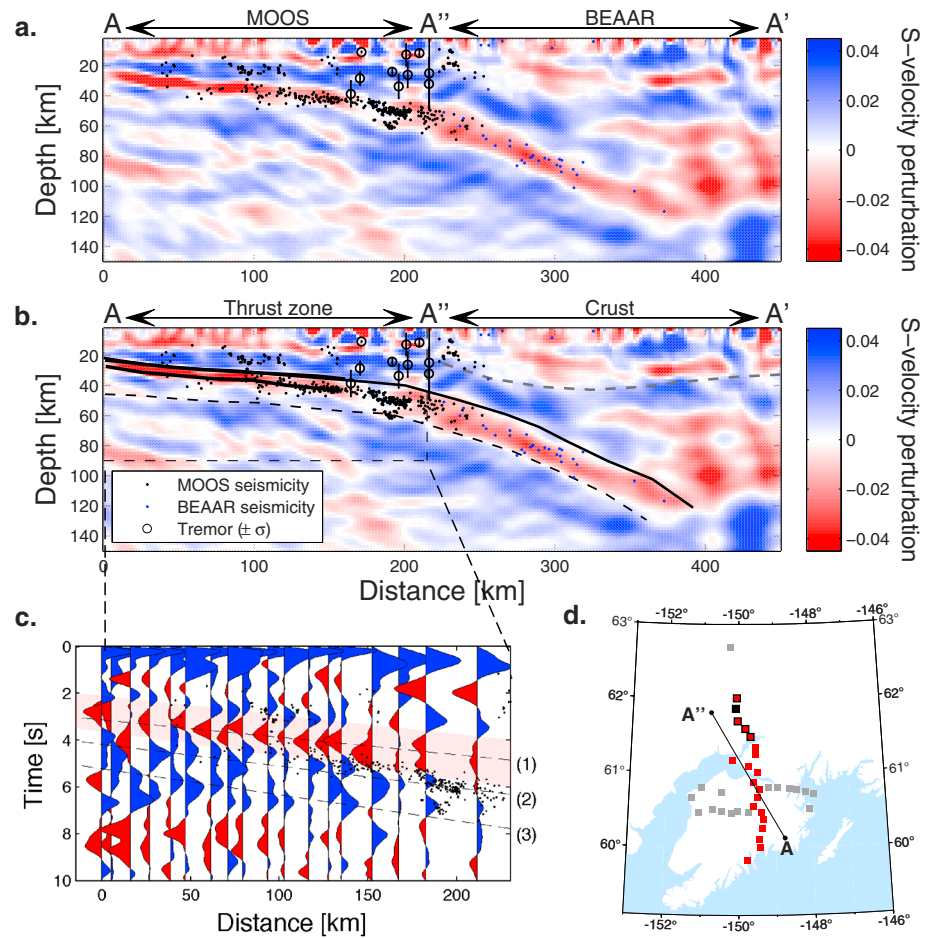 A MOOS A'' BEAAR A'
a.
Depth [km]
20
40
60
80
100
120
140
0 100 200 300 400
S−velocity perturbation
0.04
0.02
0
−0.02
−0.04
A Thrust zone A'' Crust A'
b.
Depth [km]
20
40
60
80
100
120
140
MOOS seismicity
BEAAR seismicity
Tremor (± σ)
0 100 200 300 400
Distance [km]
S−velocity perturbation
0.04
0.02
0
−0.02
−0.04
c.
Time [s]
0
2
4
6
8
10
(1)
(2)
(3)
0 50 100 150 200
Distance [km]
d.
-152° -150° -148° -146°
63° 63°
62° 62°
61° 61°
60° 60°
A''
A
-152° -150° -148° -146°